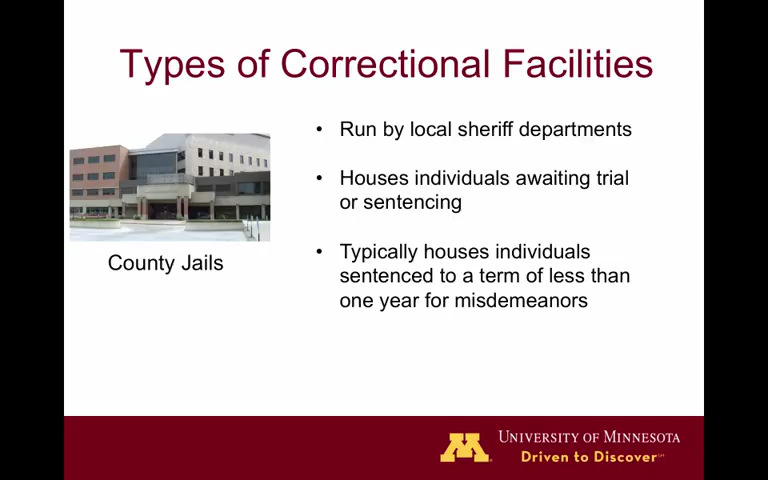 Types of Correctional Facilities
• Run by local sheriff departments
• Houses individuals awaiting trial
or sentencing
• Typically houses individuals
sentenced to a term of less than
one year for misdemeanors
County Jails
M
UNIVERSITY OF MINNESOTA
Driven to Discover℠